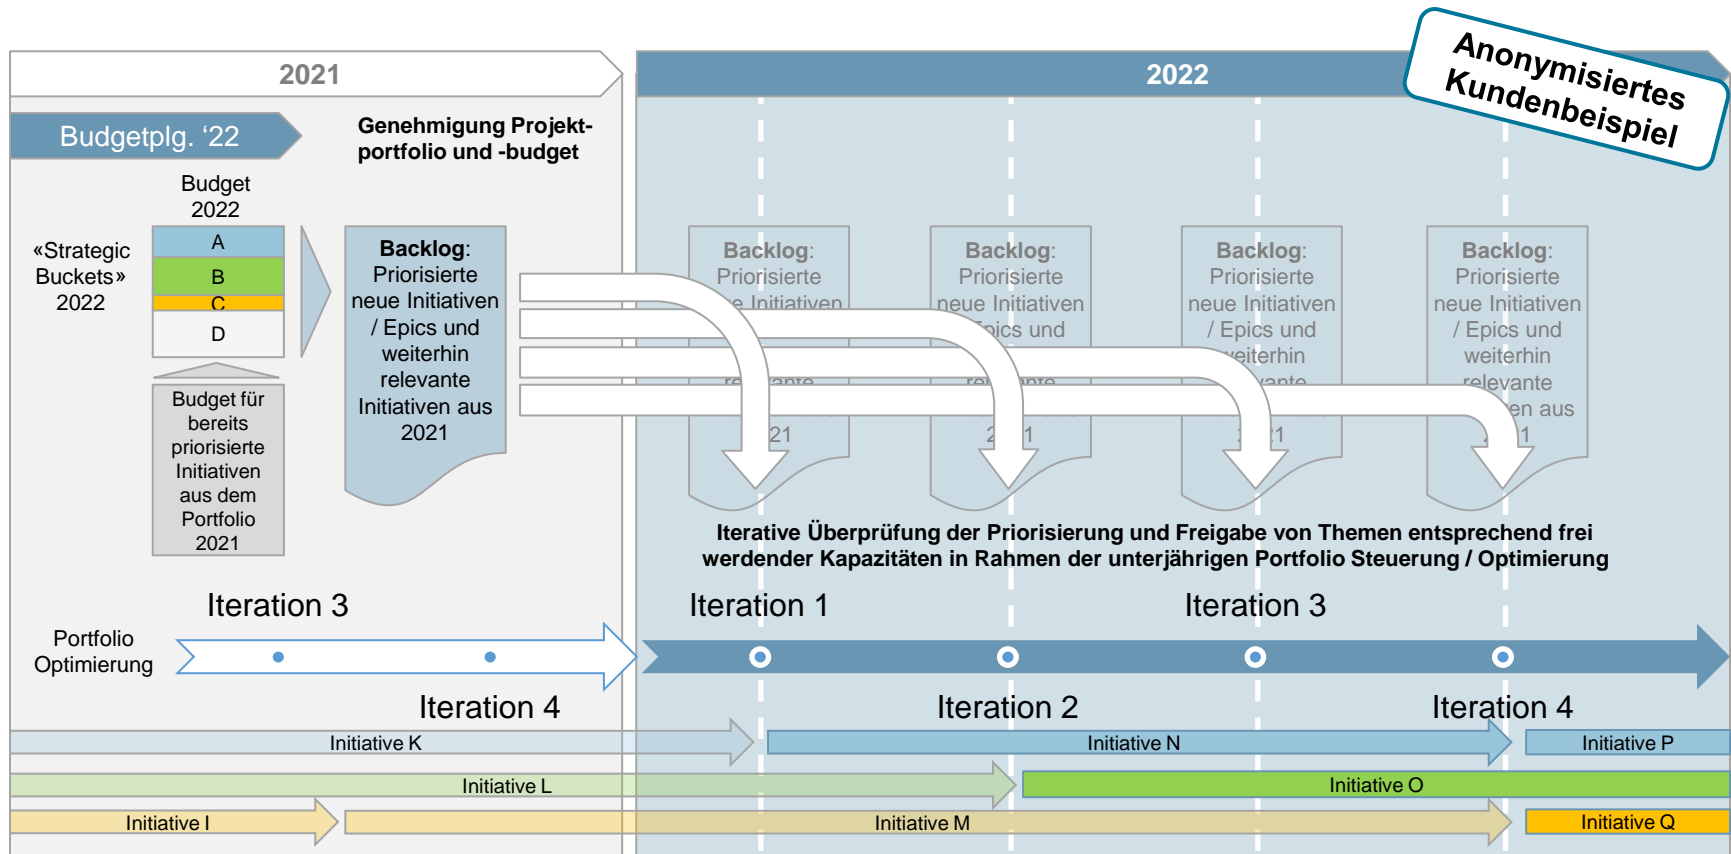 2021
2022
Anonymisiertes
Kundenbeispiel
Budgetplg. ‘22
Genehmigung Projekt-
portfolio und -budget
Budget
2022
«Strategic
Buckets»
2022
A
B
C
D
Budget für
bereits
priorisierte
Initiativen
aus dem
Portfolio
2021
Backlog:
Priorisierte
neue Initiativen
/ Epics und
weiterhin
relevante
Initiativen aus
2021
Backlog:
Priorisierte
Initiativen
Backlog:
Priorisierte
neue Initiativen
und
Backlog:
Priorisierte
neue Initiativen
/ Epics und
Backlog:
Priorisierte
neue Initiativen
/ Epics und
weiterhin
relevante
aus
Iterative Überprüfung der Priorisierung und Freigabe von Themen entsprechend frei
werdender Kapazitäten in Rahmen der unterjährigen Portfolio Steuerung / Optimierung
Iteration 3
Iteration 1
Iteration 3
Portfolio
Optimierung
Iteration 4
Iteration 2
Iteration 4
Initiative K
Initiative N
Initiative P
Initiative L
Initiative O
Initiative I
Initiative M
Initiative Q